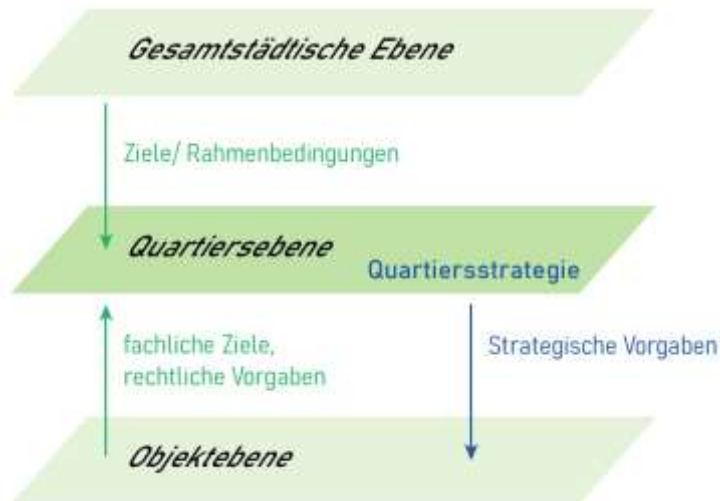 Gesamtstädtische Ebene
Ziele/ Rahmenbedingungen
Quartiersebene
Quartiersstrategie
fachliche Ziele,
rechtliche Vorgaben
Strategische Vorgaben
Objektebene